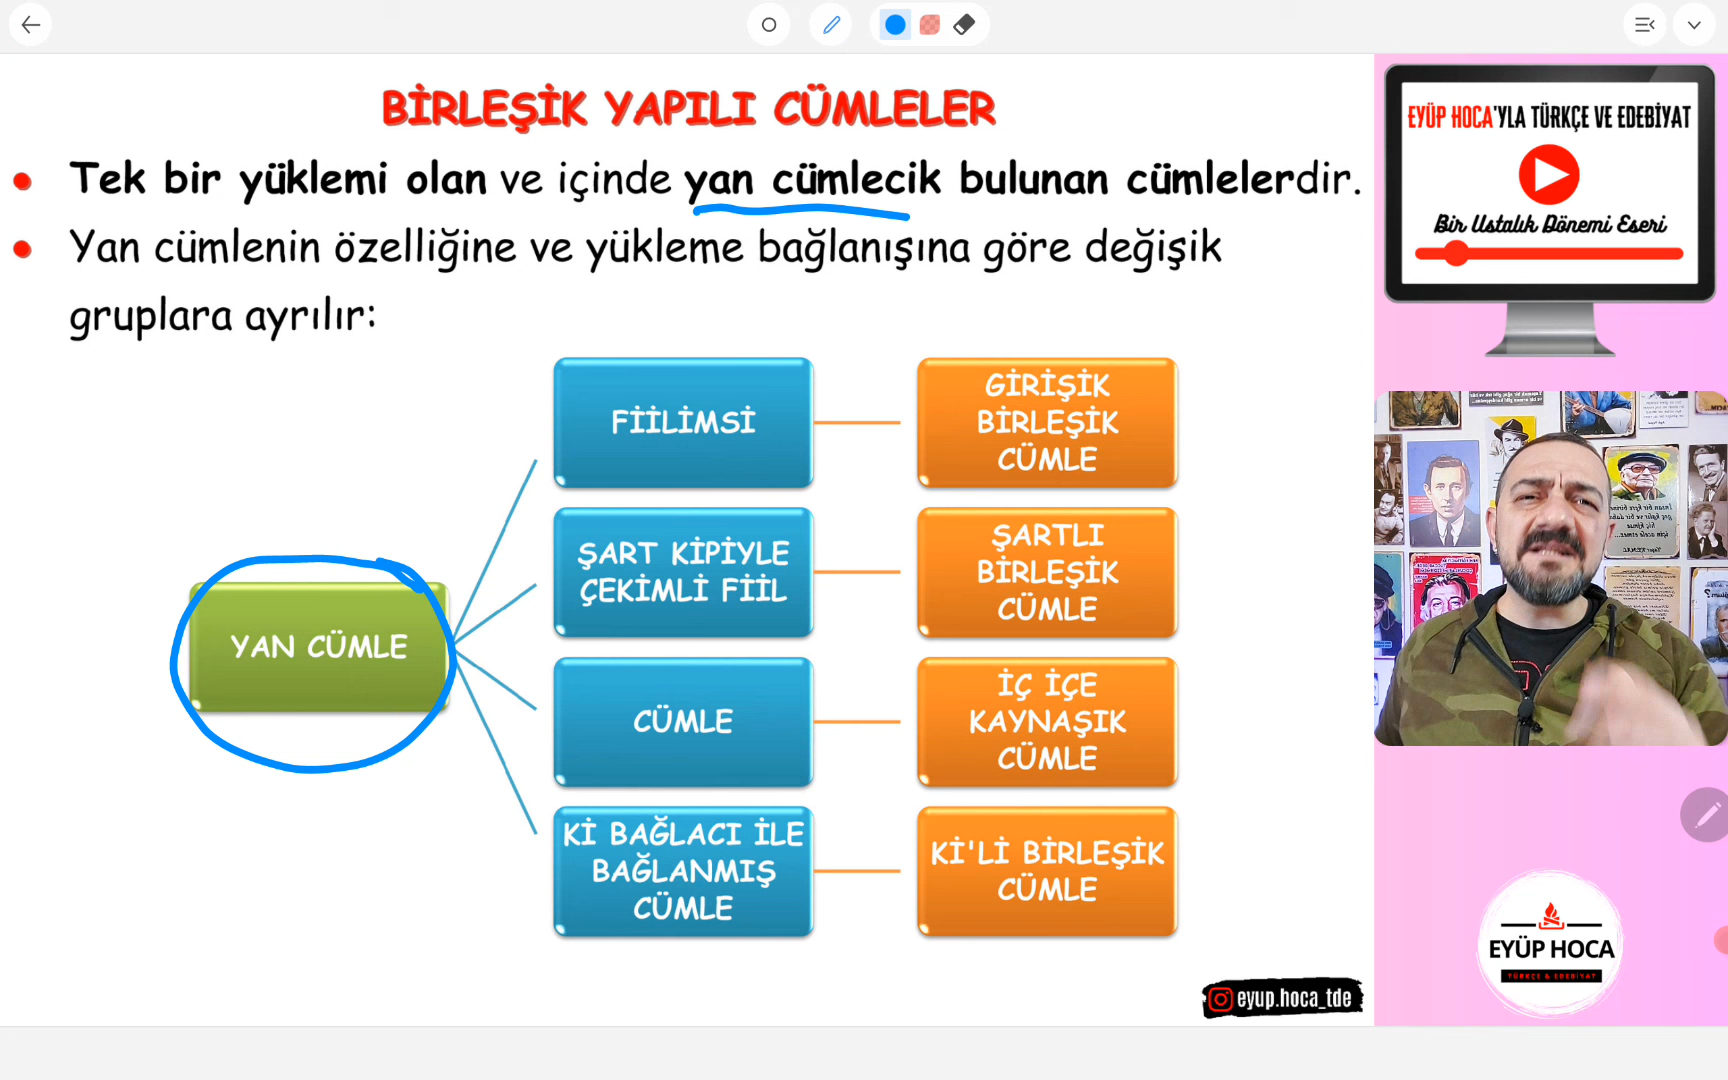 BİRLEŞİK YAPILI CÜMLELER
Tek bir yüklemi olan ve içinde yan cümlecik bulunan cümlelerdir.
Yan cümlenin özelliğine ve yükleme bağlanışına göre değişik
gruplara ayrılır:
YAN CÜMLE
FİİLİMSİ
GİRİŞİK
BİRLEŞİK
CÜMLE
ŞART KİPİYLE
ÇEKİMLİ FİİL
ŞARTLI
BİRLEŞİK
CÜMLE
CÜMLE
İÇ İÇE
KAYNAŞIK
CÜMLE
Kİ BAĞLACI İLE
BAĞLANMIŞ
CÜMLE
Kİ'Lİ BİRLEŞİK
CÜMLE
eyup.hoca_tde
EYÜP HOCA'YLA TÜRKÇE VE EDEBİYAT
Bir Ustalık Dönemi Eseri
EYÜP HOCA
TÜRKÇE & EDEBİYAT